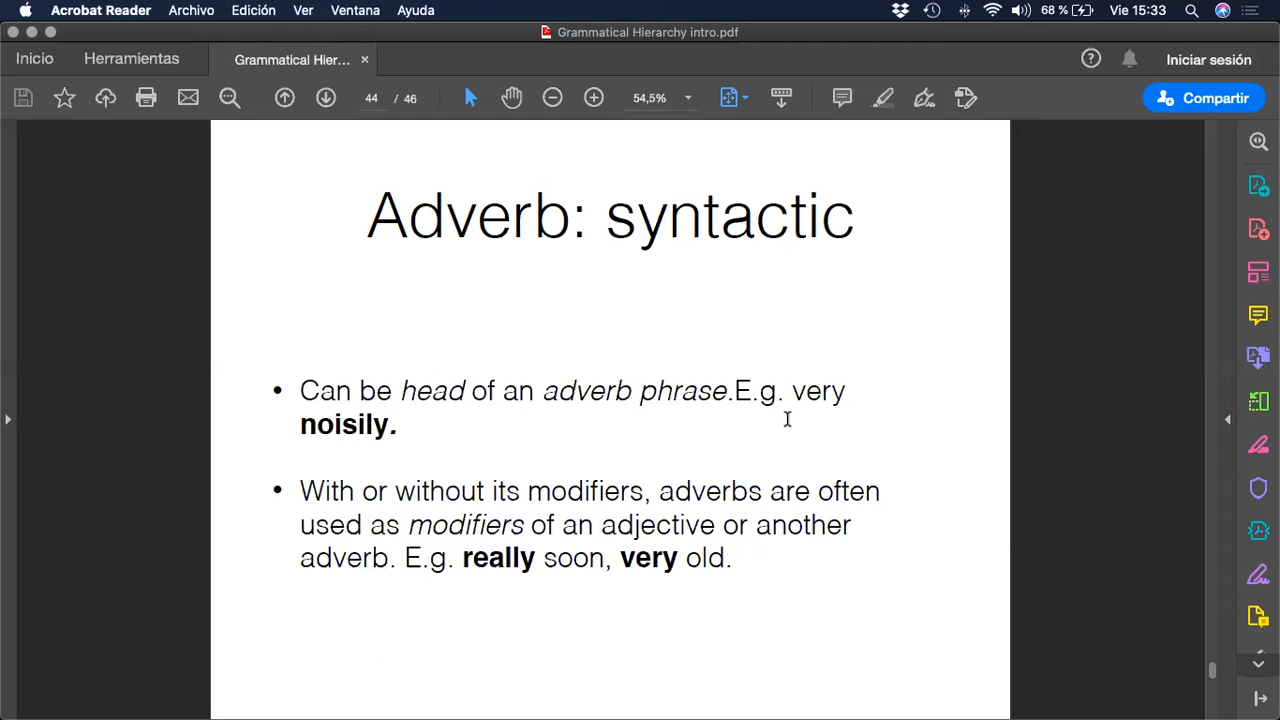 Acrobat Reader Archivo Edición Ver Ventana Ayuda 68 % Vie 15:33
Grammatical Hierarchy intro.pdf
Inicio Herramientas Grammatical Hier... × Iniciar sesión
44 / 46 54,5% Compartir
Adverb: syntactic
• Can be head of an adverb phrase.E.g. very
noisily.
• With or without its modifiers, adverbs are often
used as modifiers of an adjective or another
adverb. E.g. really soon, very old.